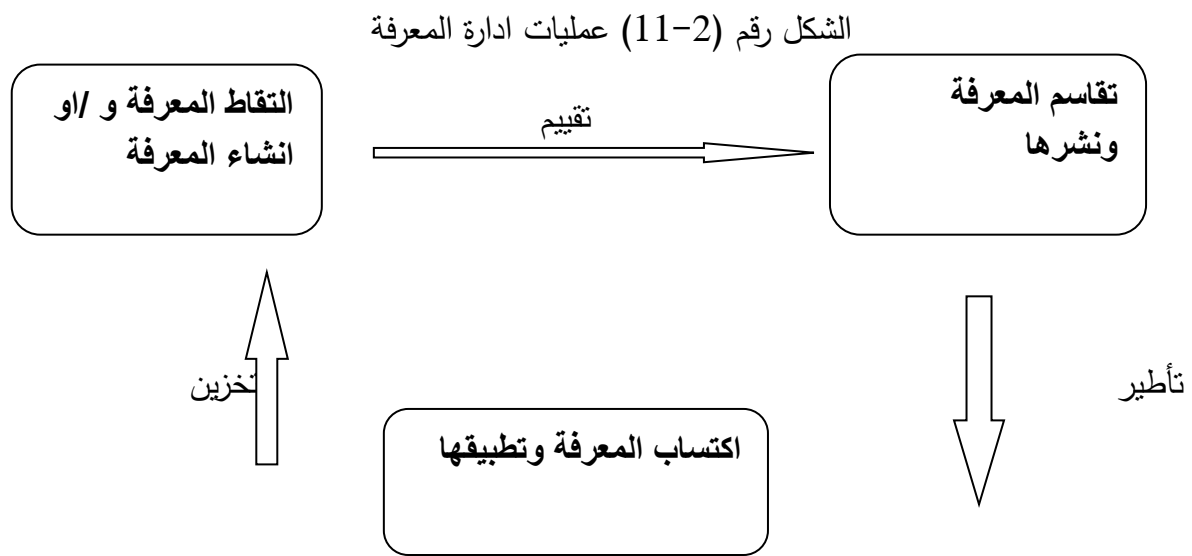 الشكل رقم (2-11) عمليات ادارة المعرفة
تقاسم المعرفة
ونشرها
تقييم
التقاط المعرفة و /او
انشاء المعرفة
تأطير
تخزين
اكتساب المعرفة وتطبيقها